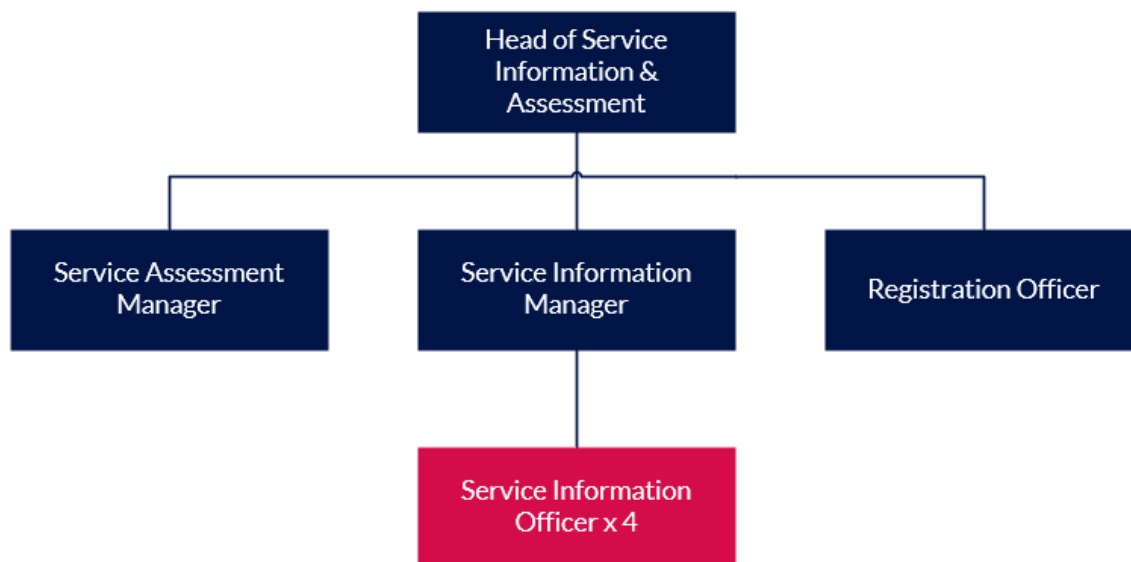 Head of Service
Information &
Assessment
Service Assessment
Manager
Service Information
Manager
Registration Officer
Service Information
Officer x 4